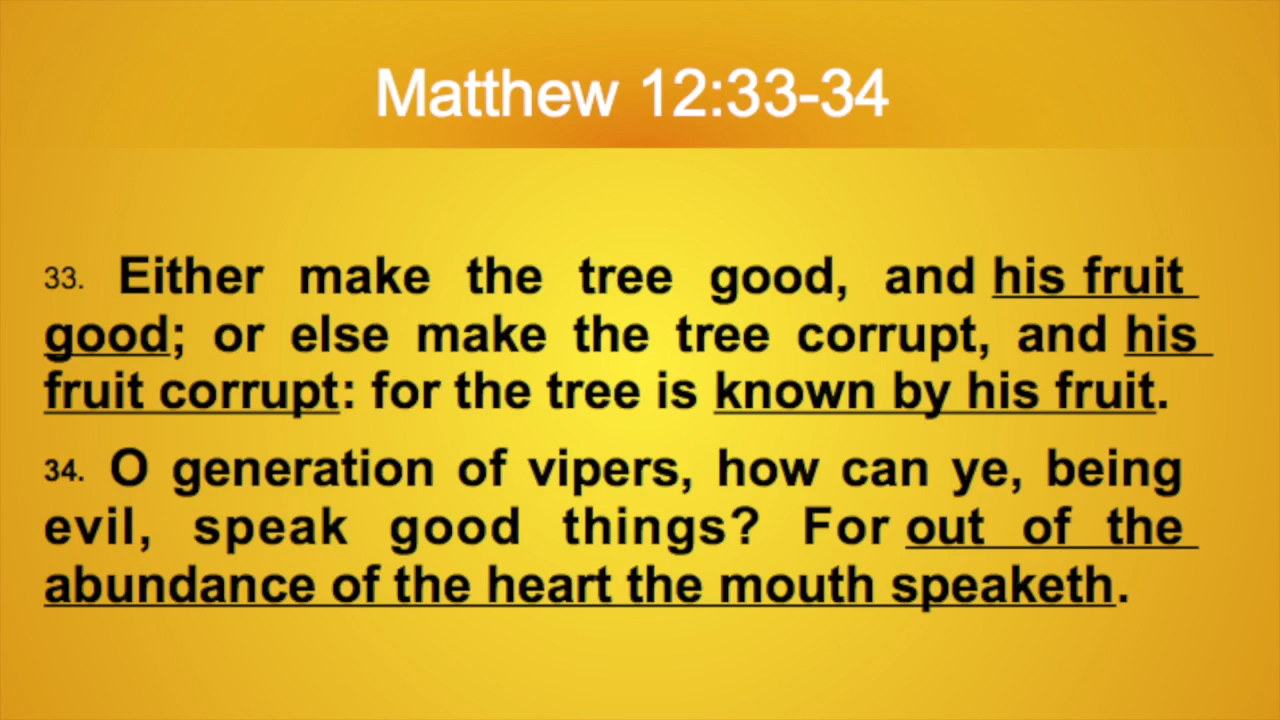 Matthew 12:33-34
33. Either make the tree good, and his fruit
good; or else make the tree corrupt, and his
fruit corrupt: for the tree is known by his fruit.
34. O generation of vipers, how can ye, being
evil, speak good things? For out of the
abundance of the heart the mouth speaketh.